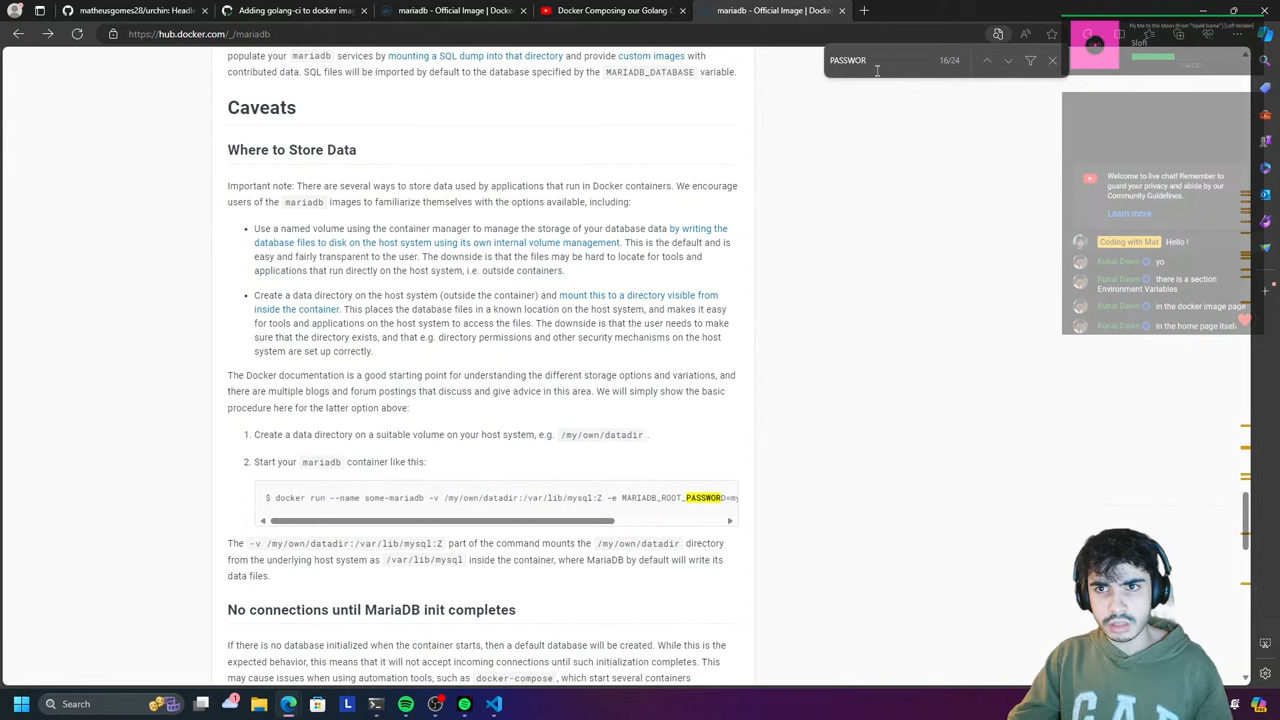 matheusgomes28/urchin: Headl
Adding golang-ci
mariadb - Official Image | Do
Docker Composing our Golang C
mariadb - Official Image | Do
https://hub.docker.com/_/mariadb
Fly Me to the Moon (From "Squid Game") [Lofi Version]
Slofi
PASSWOR
16/24
populate your mariadb services by mounting a SQL dump into that directory and provide custom images with
contributed data. SQL files will be imported by default to the database specified by the MARIADB_DATABASE variable.
Caveats
Where to Store Data
Important note: There are several ways to store data used by applications that run in Docker containers. We encourage
users of the mariadb images to familiarize themselves with the options available, including:
• Use a named volume using the container manager to manage the storage of your database data by writing the
database files to disk on the host system using its own internal volume management. This is the default and is
easy and fairly transparent to the user. The downside is that the files may be hard to locate for tools and
applications that run directly on the host system, i.e. outside containers.
• Create a data directory on the host system (outside the container) and mount this to a directory visible from
inside the container. This places the database files in a known location on the host system, and makes it easy
for tools and applications on the host system to access the files. The downside is that the user needs to make
sure that the directory exists, and that e.g. directory permissions and other security mechanisms on the host
system are set up correctly.
The Docker documentation is a good starting point for understanding the different storage options and variations, and
there are multiple blogs and forum postings that discuss and give advice in this area. We will simply show the basic
procedure here for the latter option above:
1. Create a data directory on a suitable volume on your host system, e.g. /my/own/datadir .
2. Start your mariadb container like this:
$ docker run --name some-mariadb -v /my/own/datadir:/var/lib/mysql:Z -e MARIADB_ROOT_PASSWORD=my
The -v /my/own/datadir:/var/lib/mysql:Z part of the command mounts the /my/own/datadir directory
from the underlying host system as /var/lib/mysql inside the container, where MariaDB by default will write its
data files.
No connections until MariaDB init completes
If there is no database initialized when the container starts, then a default database will be created. While this is the
expected behavior, this means that it will not accept incoming connections until such initialization completes. This
may cause issues when using automation tools, such as docker-compose , which start several containers
Welcome to live chat! Remember to
guard your privacy and abide by our
Community Guidelines.
Learn more
Coding with Mat Hello !
Kunal Dawn yo
Kunal Dawn there is a section
Environment Variables
Kunal Dawn in the docker image page
Kunal Dawn in the home page itself
GAP
Search